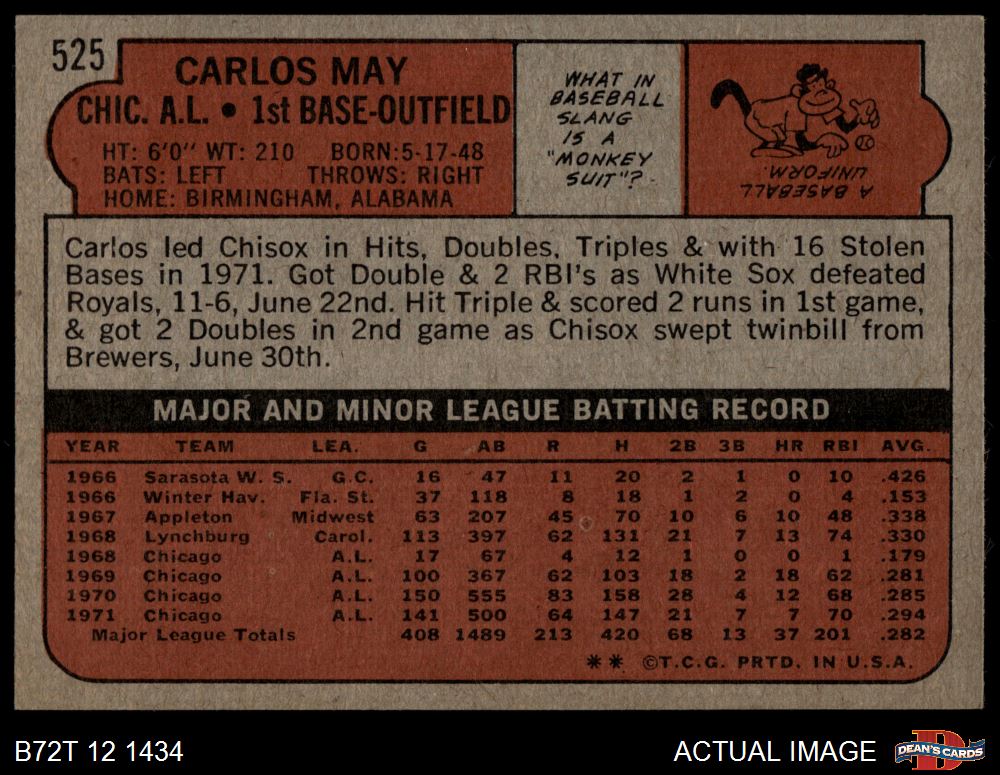 525
CARLOS MAY
CHIC. A.L. • 1st BASE-OUTFIELD
HT: 6'0" WT: 210 BORN: 5-17-48
BATS: LEFT THROWS: RIGHT
HOME: BIRMINGHAM, ALABAMA
WHAT IN
BASEBALL
SLANG
IS A
"MONKEY
SUIT"?
A BASEBALL
UNIFORM.
Carlos led Chisox in Hits, Doubles, Triples & with 16 Stolen
Bases in 1971. Got Double & 2 RBI's as White Sox defeated
Royals, 11-6, June 22nd. Hit Triple & scored 2 runs in 1st game,
& got 2 Doubles in 2nd game as Chisox swept twinbill from
Brewers, June 30th.
MAJOR AND MINOR LEAGUE BATTING RECORD
YEAR TEAM LEA. G AB R H 2B 3B HR RBI AVG.
1966 Sarasota W. S. G.C. 16 47 11 20 2 1 0 10 .426
1966 Winter Hav. Fla. St. 37 118 8 18 1 2 0 4 .153
1967 Appleton Midwest 63 207 45 70 10 6 10 48 .338
1968 Lynchburg Carol. 113 397 62 131 21 7 13 74 .330
1968 Chicago A.L. 17 67 4 12 1 0 0 1 .179
1969 Chicago A.L. 100 367 62 103 18 2 18 62 .281
1970 Chicago A.L. 150 555 83 158 28 4 12 68 .285
1971 Chicago A.L. 141 500 64 147 21 7 7 70 .294
Major League Totals 408 1489 213 420 68 13 37 201 .282
** ©T.C.G. PRTD. IN U.S.A.
B72T 12 1434
ACTUAL IMAGE
D
DEAN'S CARDS